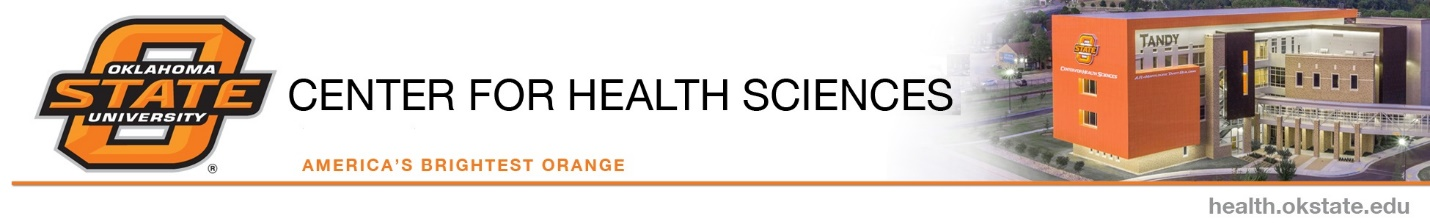 OKLAHOMA
STATE
UNIVERSITY
®
CENTER FOR HEALTH SCIENCES
AMERICA'S BRIGHTEST ORANGE
TANDY
health.okstate.edu